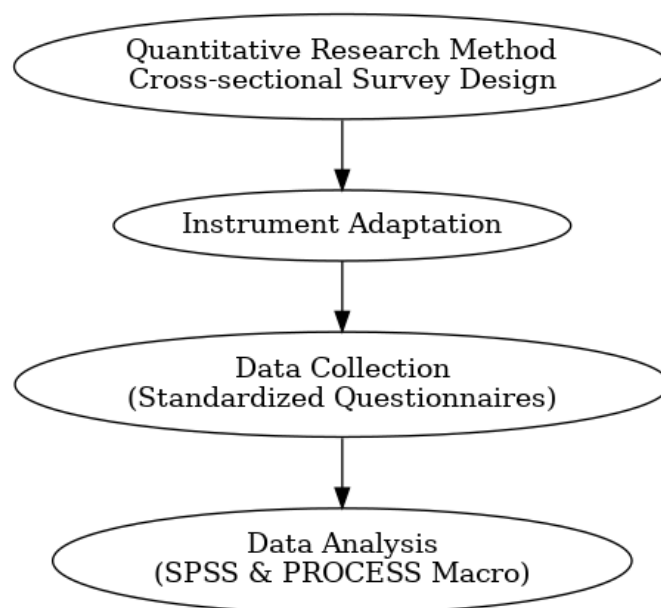 Quantitative Research Method
Cross-sectional Survey Design
Instrument Adaptation
Data Collection
(Standardized Questionnaires)
Data Analysis
(SPSS & PROCESS Macro)